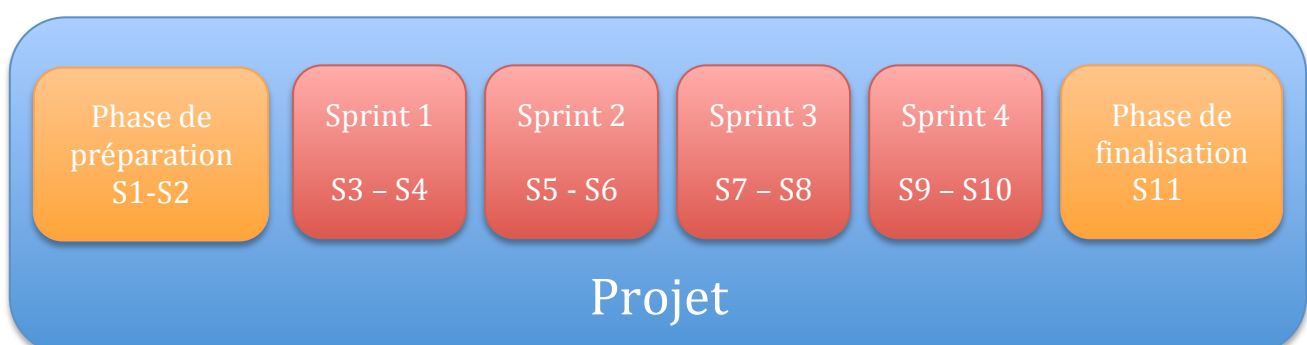 Phase de
préparation
S1-S2
Sprint 1
S3 – S4
Sprint 2
S5 - S6
Sprint 3
S7 – S8
Sprint 4
S9 – S10
Phase de
finalisation
S11
Projet